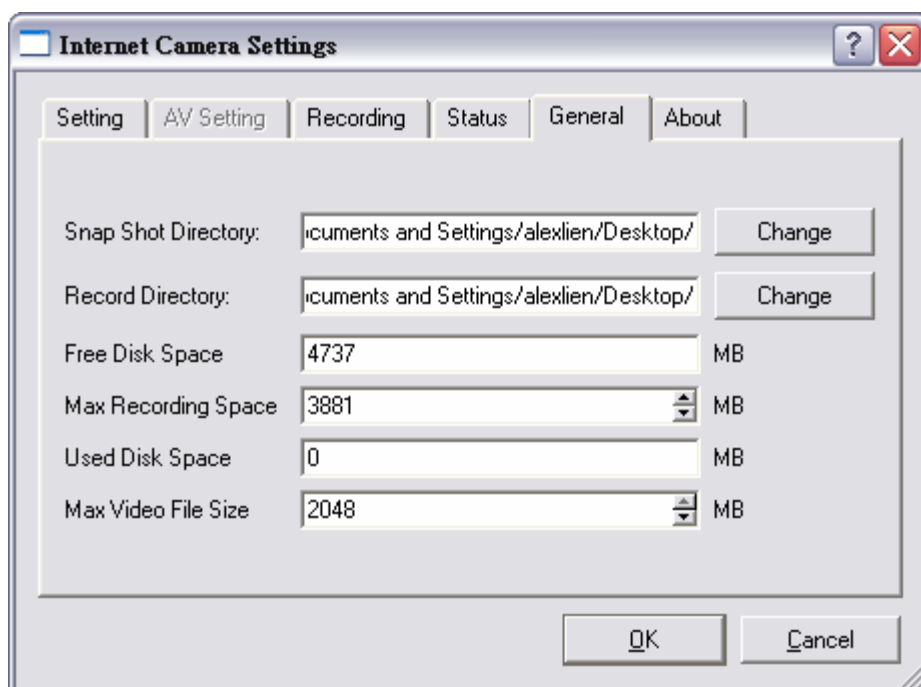 Internet Camera Settings
Setting AV Setting Recording Status General About
Snap Shot Directory: cuments and Settings/alexlien/Desktop/ Change
Record Directory: cuments and Settings/alexlien/Desktop/ Change
Free Disk Space 4737 MB
Max Recording Space 3881 MB
Used Disk Space 0 MB
Max Video File Size 2048 MB
OK Cancel